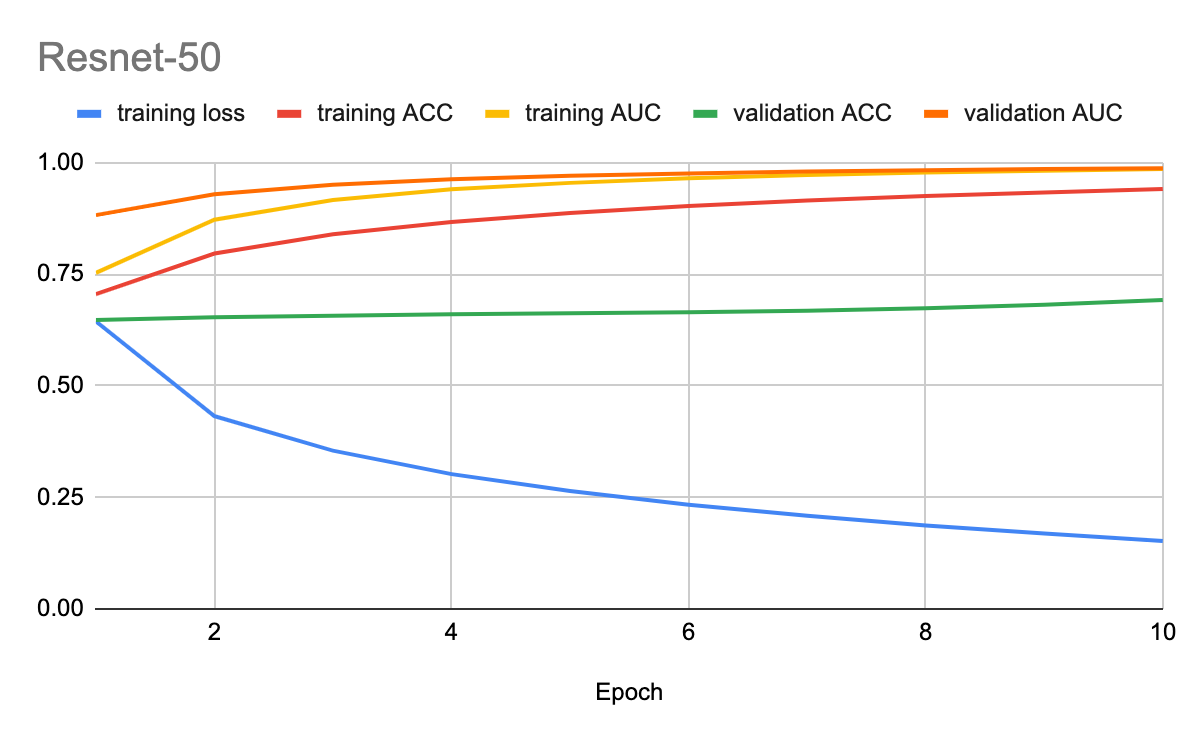 Resnet-50
training loss training ACC training AUC validation ACC validation AUC
1.00
0.75
0.50
0.25
0.00
2 4 6 8 10
Epoch